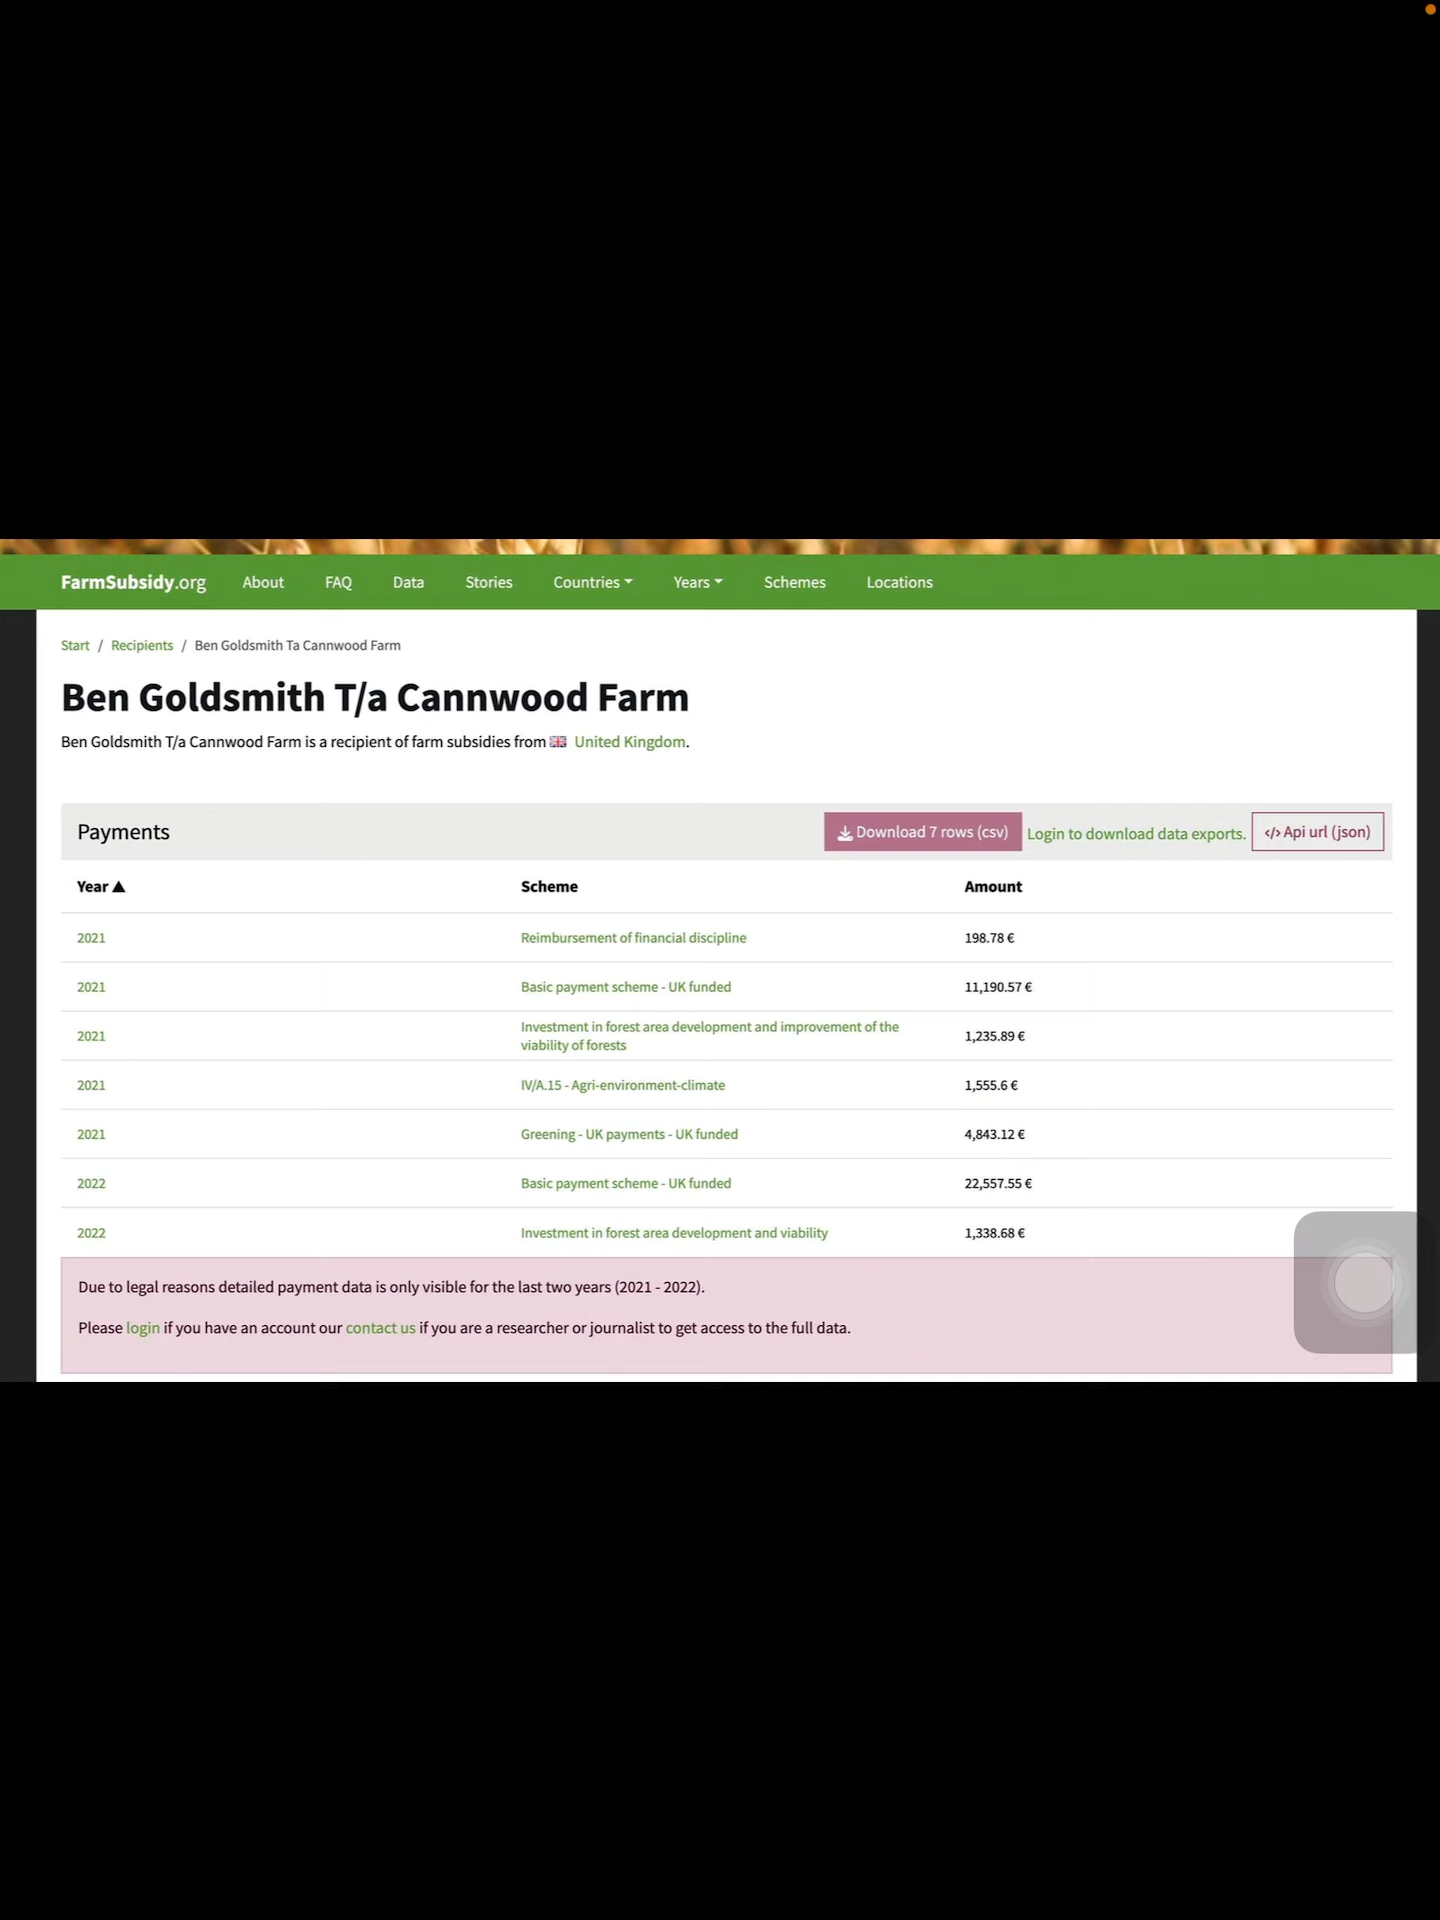 FarmSubsidy.org About FAQ Data Stories Countries Years Schemes Locations
Start / Recipients / Ben Goldsmith Ta Cannwood Farm
Ben Goldsmith T/a Cannwood Farm
Ben Goldsmith T/a Cannwood Farm is a recipient of farm subsidies from United Kingdom.
Payments Download 7 rows (csv) Login to download data exports. </> Api url (json)
Year ▲ Scheme Amount
2021 Reimbursement of financial discipline 198.78 €
2021 Basic payment scheme - UK funded 11,190.57 €
2021 Investment in forest area development and improvement of the viability of forests 1,235.89 €
2021 IV/A.15 - Agri-environment-climate 1,555.6 €
2021 Greening - UK payments - UK funded 4,843.12 €
2022 Basic payment scheme - UK funded 22,557.55 €
2022 Investment in forest area development and viability 1,338.68 €
Due to legal reasons detailed payment data is only visible for the last two years (2021 - 2022).
Please login if you have an account our contact us if you are a researcher or journalist to get access to the full data.